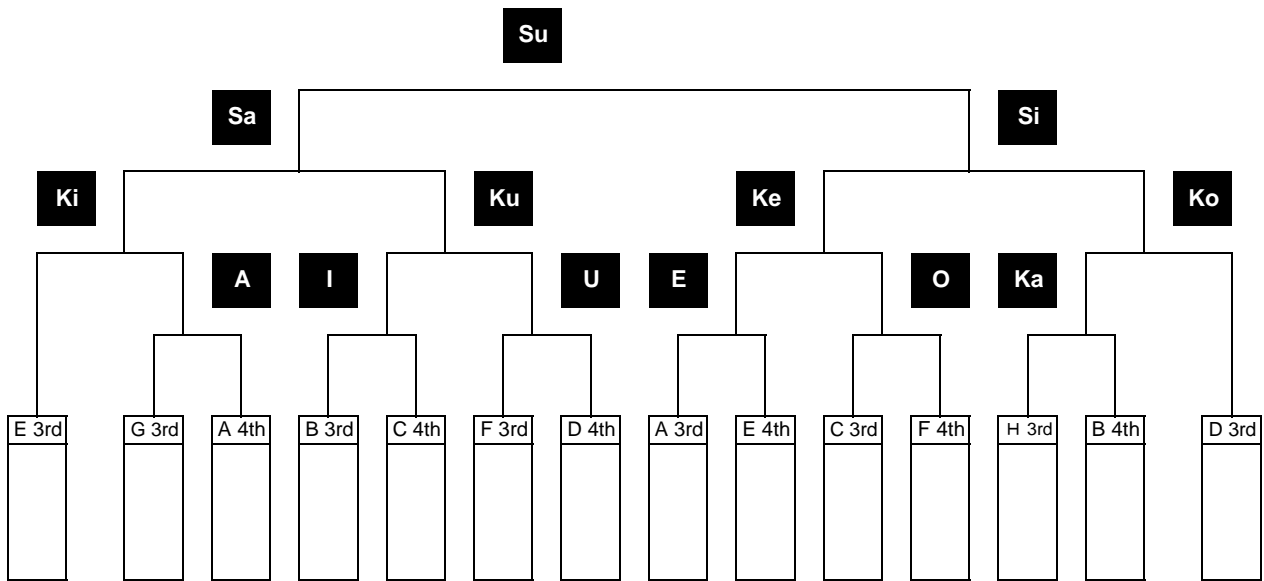 Su
Sa Si
Ki Ku Ke Ko
A I U E O Ka
E 3rd G 3rd A 4th B 3rd C 4th F 3rd D 4th A 3rd E 4th C 3rd F 4th H 3rd B 4th D 3rd